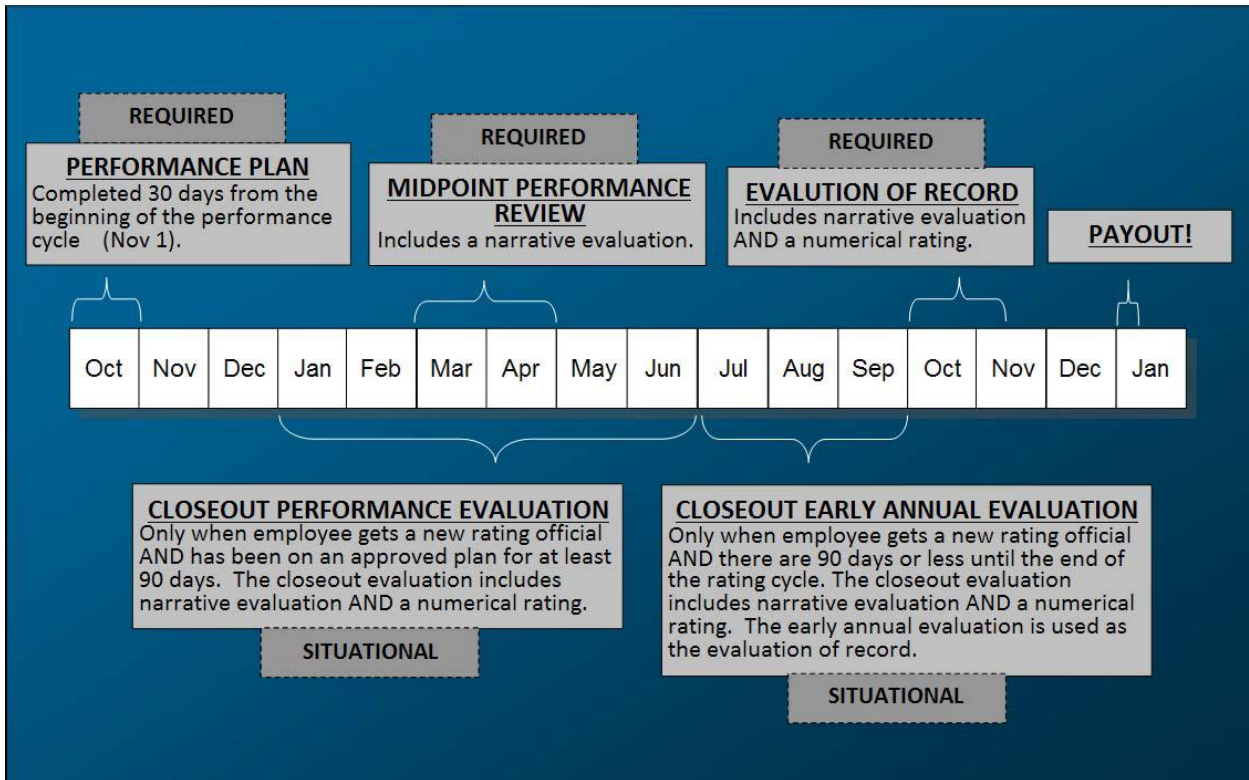 REQUIRED
PERFORMANCE PLAN
Completed 30 days from the
beginning of the performance
cycle (Nov 1).
REQUIRED
MIDPOINT PERFORMANCE
REVIEW
Includes a narrative evaluation.
REQUIRED
EVALUTION OF RECORD
Includes narrative evaluation
AND a numerical rating.
PAYOUT!
Oct Nov Dec Jan Feb Mar Apr May Jun Jul Aug Sep Oct Nov Dec Jan
CLOSEOUT PERFORMANCE EVALUATION
Only when employee gets a new rating official
AND has been on an approved plan for at least
90 days. The closeout evaluation includes
narrative evaluation AND a numerical rating.
SITUATIONAL
CLOSEOUT EARLY ANNUAL EVALUATION
Only when employee gets a new rating official
AND there are 90 days or less until the end of
the rating cycle. The closeout evaluation
includes narrative evaluation AND a numerical
rating. The early annual evaluation is used as
the evaluation of record.
SITUATIONAL